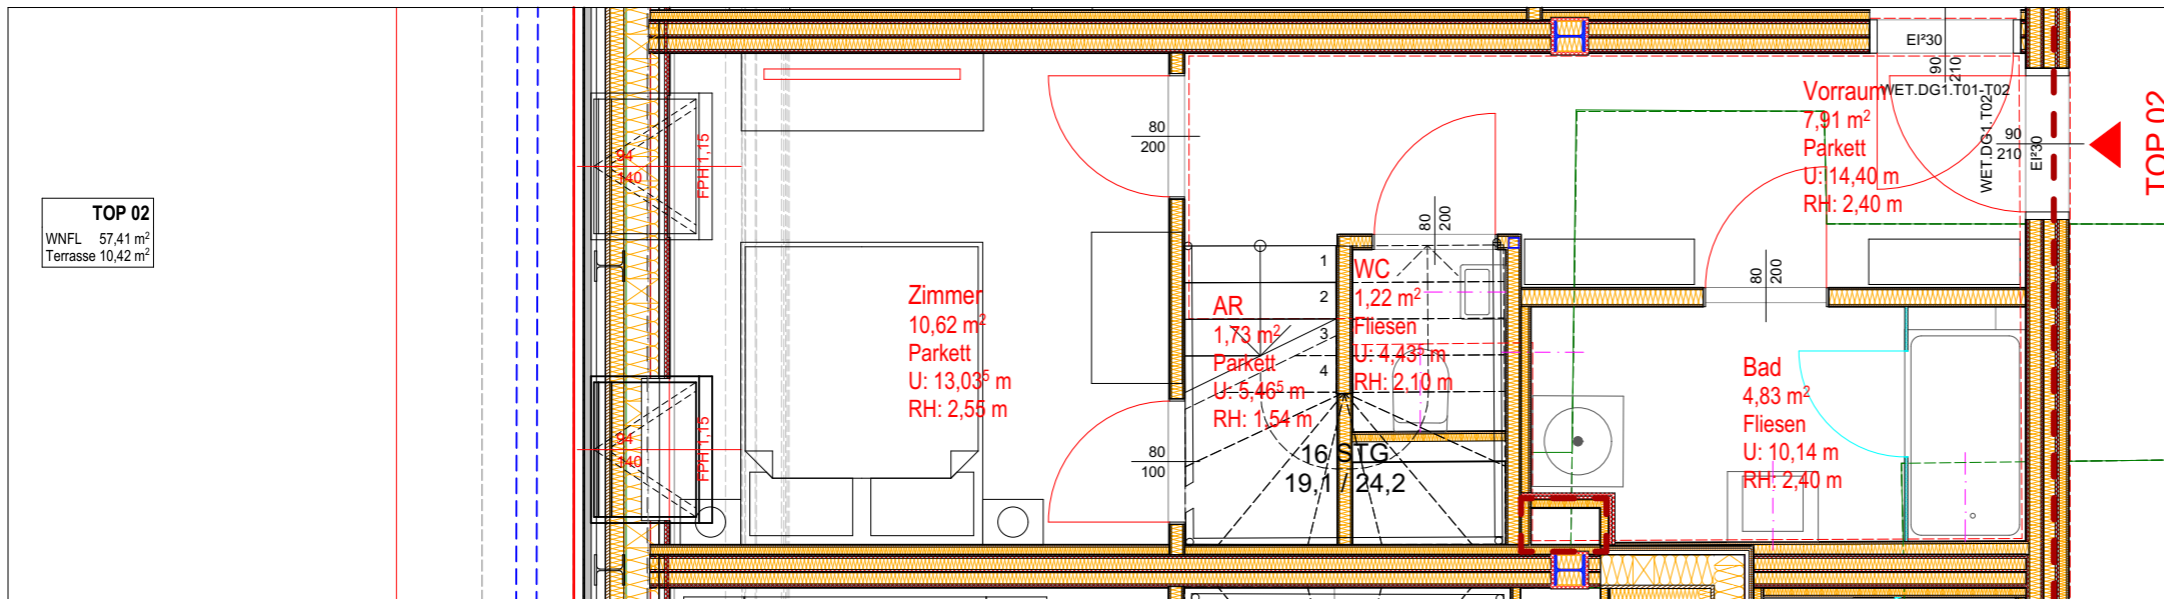 TOP 02
WNFL 57,41 m²
Terrasse 10,42 m²
94
140
FPH 1,15
94
140
FPH 1,15
Zimmer
10,62 m²
Parkett
U: 13,03⁵ m
RH: 2,55 m
80
200
80
100
AR
1,73 m²
Parkett
U: 5,46⁵ m
RH: 1,54 m
1
2
3
4
16 STG
19,1 / 24,2
WC
1,22 m²
Fliesen
U: 4,43⁵ m
RH: 2,10 m
80
200
Vorraum
7,91 m²
Parkett
U: 14,40 m
RH: 2,40 m
EI²30
90
210
WET.DG1.T01-T02
WET.DG1.T02
90
210
EI²30
TOP 02
80
200
Bad
4,83 m²
Fliesen
U: 10,14 m
RH: 2,40 m